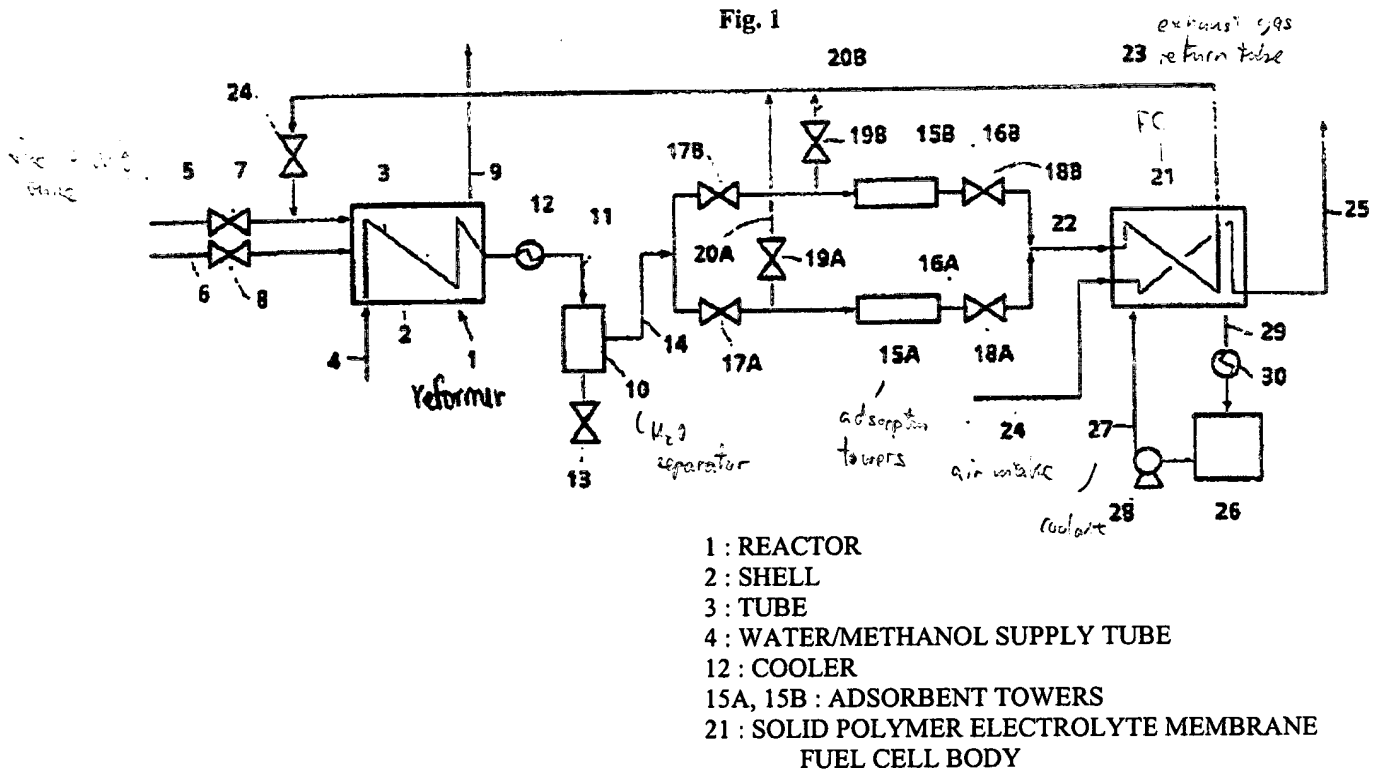 Fig. 1
exhaust gas
23 return tube
20B
24
19B 15B 16B
FC
17B
5 7 3 9
18B
21
12
11
25
22
20A 19A
16A
6 8
2
14
29
4 1
17A 15A 18A
30
reformer
10
adsorption
towers
24
27
13
(H2O
separator
air intake
28 26
coolant
1 : REACTOR
2 : SHELL
3 : TUBE
4 : WATER/METHANOL SUPPLY TUBE
12 : COOLER
15A, 15B : ADSORBENT TOWERS
21 : SOLID POLYMER ELECTROLYTE MEMBRANE
FUEL CELL BODY